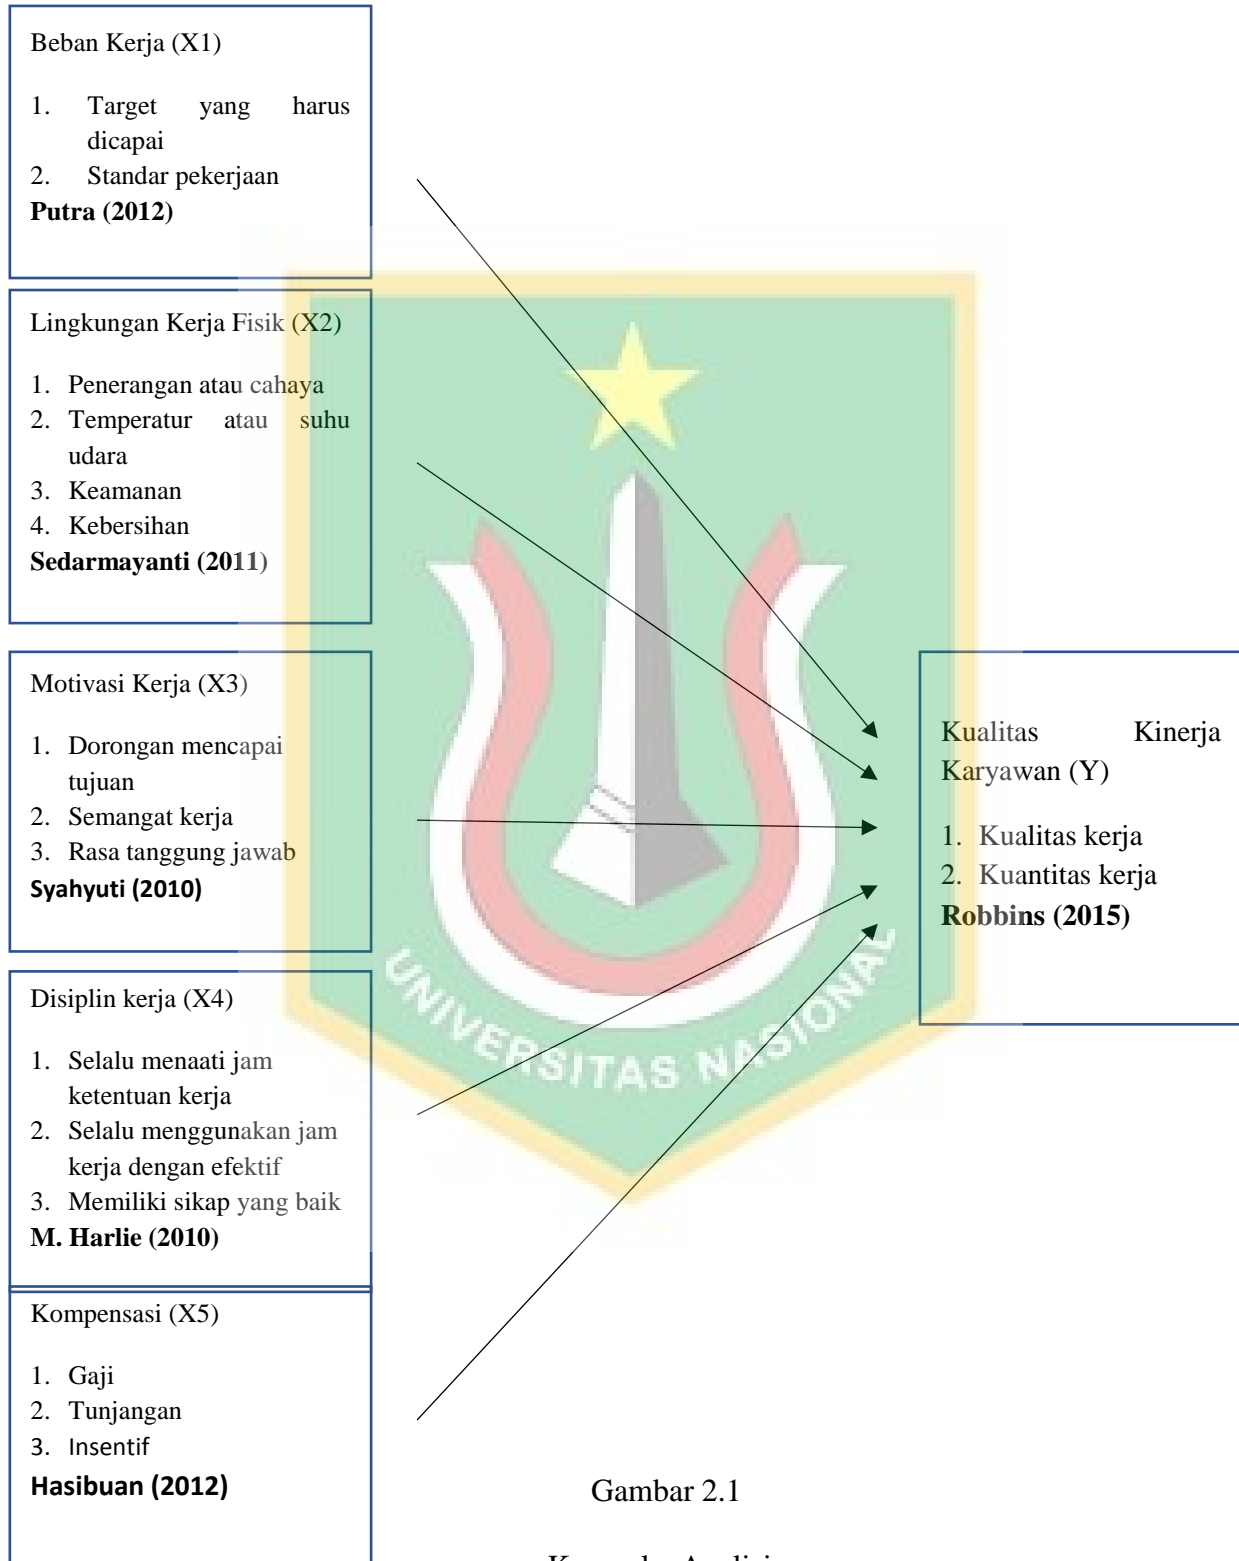 Beban Kerja (X1)
1. Target yang harus
dicapai
2. Standar pekerjaan
Putra (2012)
Lingkungan Kerja Fisik (X2)
1. Penerangan atau cahaya
2. Temperatur atau suhu
udara
3. Keamanan
4. Kebersihan
Sedarmayanti (2011)
Motivasi Kerja (X3)
1. Dorongan mencapai
tujuan
2. Semangat kerja
3. Rasa tanggung jawab
Syahyuti (2010)
Disiplin kerja (X4)
1. Selalu menaati jam
ketentuan kerja
2. Selalu menggunakan jam
kerja dengan efektif
3. Memiliki sikap yang baik
M. Harlie (2010)
Kompensasi (X5)
1. Gaji
2. Tunjangan
3. Insentif
Hasibuan (2012)
Kualitas Kinerja
Karyawan (Y)
1. Kualitas kerja
2. Kuantitas kerja
Robbins (2015)
UNIVERSITAS NASIONAL
Gambar 2.1